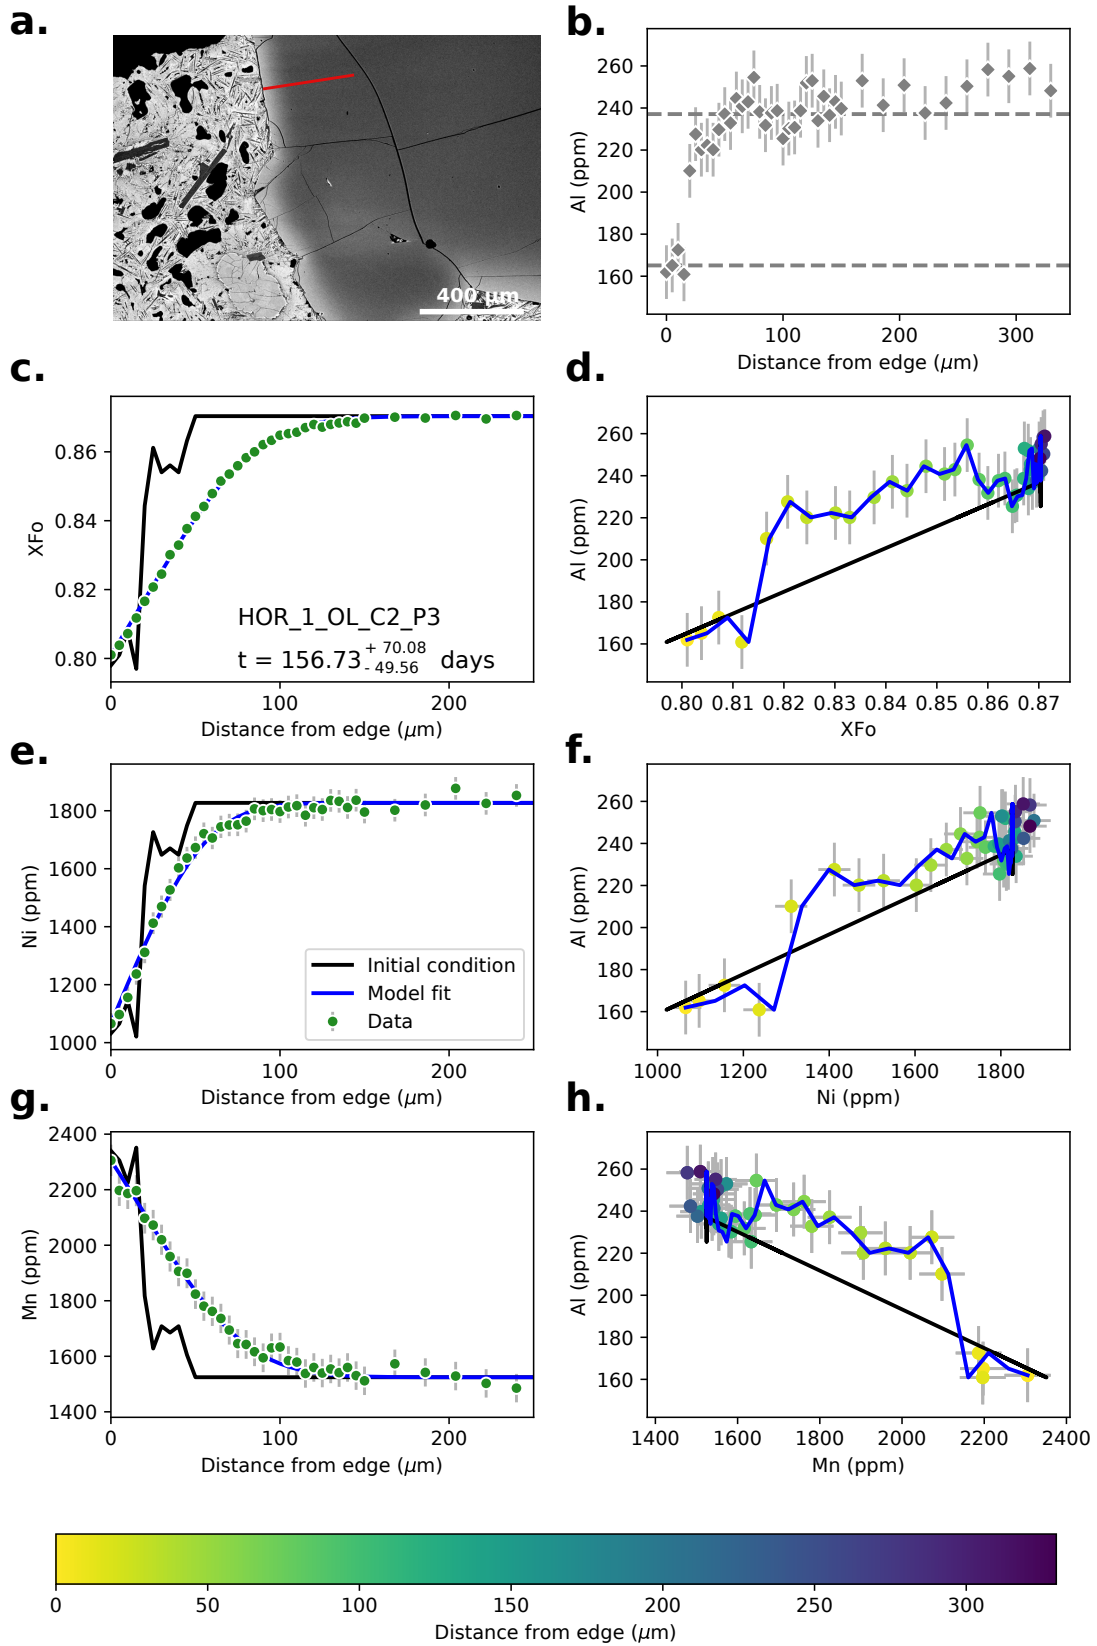 a.
400 μm
b.
Al (ppm)
260
240
220
200
180
160
0
100
200
300
Distance from edge (μm)
c.
XFo
0.86
0.84
0.82
0.80
HOR_1_OL_C2_P3
t = 156.73 + 70.08 - 49.56 days
0
100
200
Distance from edge (μm)
d.
Al (ppm)
260
240
220
200
180
160
0.80
0.81
0.82
0.83
0.84
0.85
0.86
0.87
XFo
e.
Ni (ppm)
1800
1600
1400
1200
1000
Initial condition
Model fit
Data
0
100
200
Distance from edge (μm)
f.
Al (ppm)
260
240
220
200
180
160
1000
1200
1400
1600
1800
Ni (ppm)
g.
Mn (ppm)
2400
2200
2000
1800
1600
1400
0
100
200
Distance from edge (μm)
h.
Al (ppm)
260
240
220
200
180
160
1400
1600
1800
2000
2200
2400
Mn (ppm)
0
50
100
150
200
250
300
Distance from edge (μm)